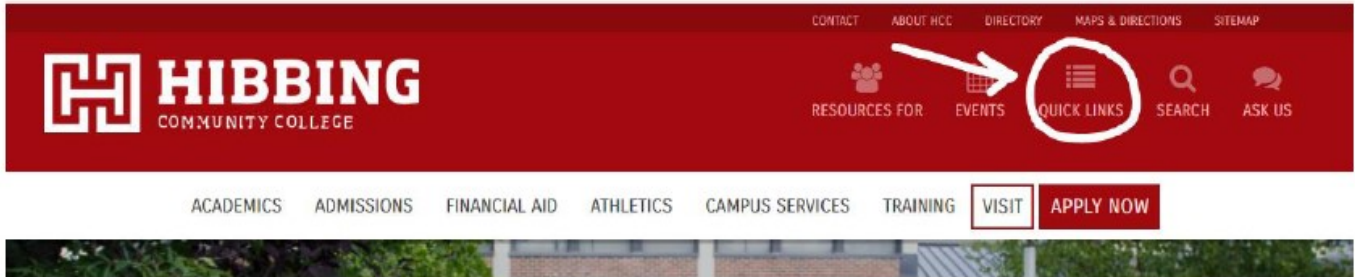 CONTACT ABOUT HCC DIRECTORY MAPS & DIRECTIONS SITEMAP
HIBBING
COMMUNITY COLLEGE
RESOURCES FOR EVENTS QUICK LINKS SEARCH ASK US
ACADEMICS ADMISSIONS FINANCIAL AID ATHLETICS CAMPUS SERVICES TRAINING VISIT APPLY NOW